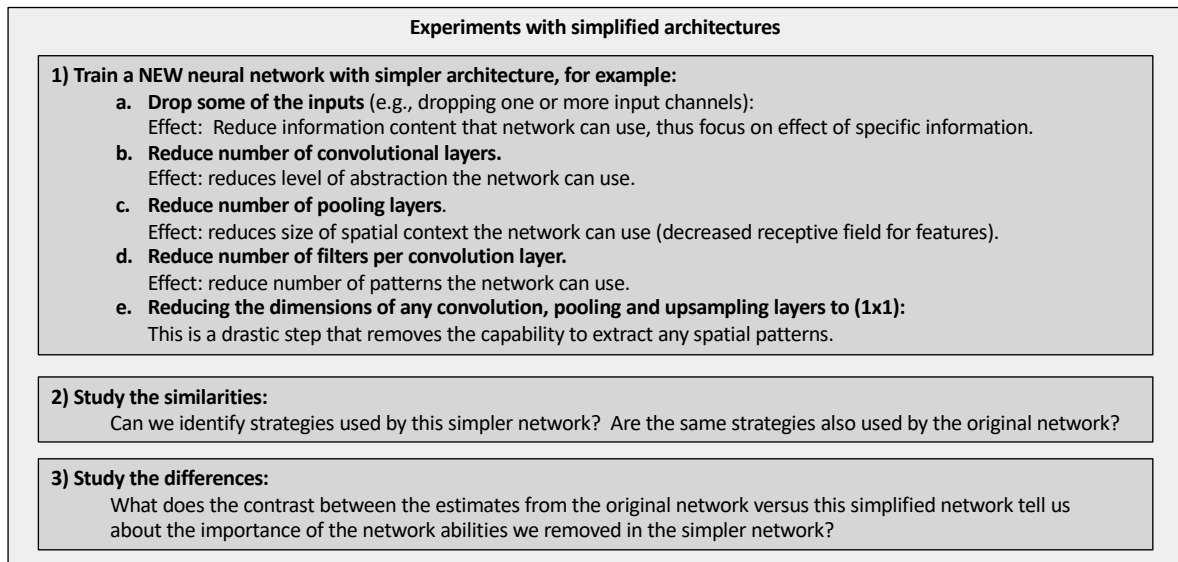 Experiments with simplified architectures
1) Train a NEW neural network with simpler architecture, for example:
a. Drop some of the inputs (e.g., dropping one or more input channels):
Effect: Reduce information content that network can use, thus focus on effect of specific information.
b. Reduce number of convolutional layers.
Effect: reduces level of abstraction the network can use.
c. Reduce number of pooling layers.
Effect: reduces size of spatial context the network can use (decreased receptive field for features).
d. Reduce number of filters per convolution layer.
Effect: reduce number of patterns the network can use.
e. Reducing the dimensions of any convolution, pooling and upsampling layers to (1x1):
This is a drastic step that removes the capability to extract any spatial patterns.
2) Study the similarities:
Can we identify strategies used by this simpler network? Are the same strategies also used by the original network?
3) Study the differences:
What does the contrast between the estimates from the original network versus this simplified network tell us
about the importance of the network abilities we removed in the simpler network?